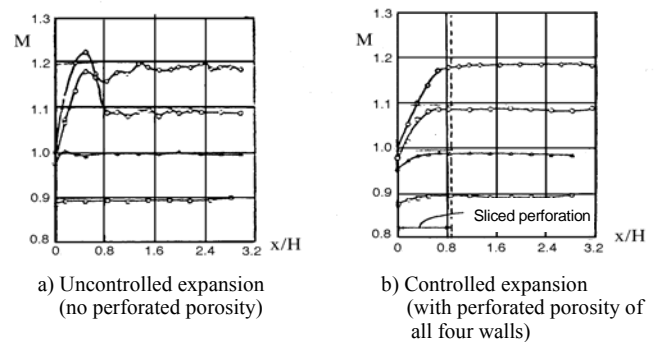 a)
M
1.3
1.2
1.1
1.0
0.9
0.8
0 0.8 1.6 2.4 3.2
x/H
b)
M
1.3
1.2
1.1
1.0
0.9
0.8
Sliced perforation
0 0.8 1.6 2.4 3.2
x/H
a) Uncontrolled expansion
(no perforated porosity)
b) Controlled expansion
(with perforated porosity of
all four walls)